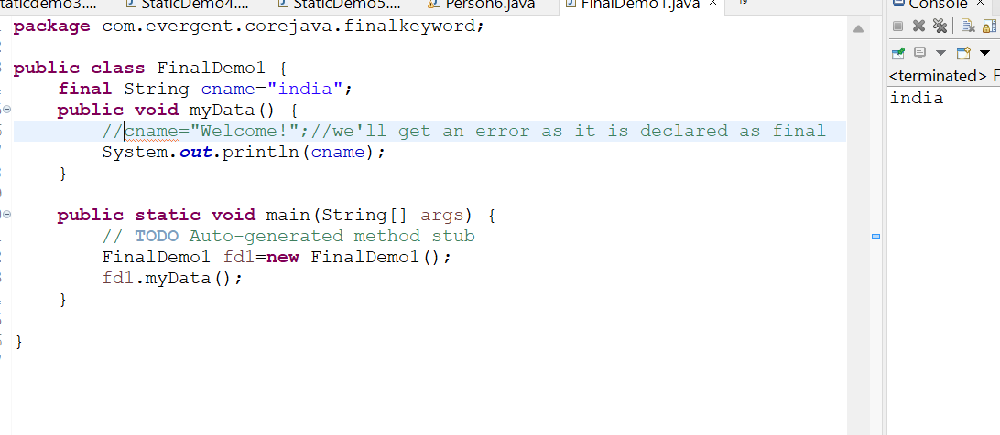 StaticDemo4.... StaticDemo5.... Person6.java FinalDemo1.java
Console
<terminated> F
india
package com.evergent.corejava.finalkeyword;
public class FinalDemo1 {
final String cname="india";
public void myData() {
//cname="Welcome!";//we'll get an error as it is declared as final
System.out.println(cname);
}
public static void main(String[] args) {
// TODO Auto-generated method stub
FinalDemo1 fd1=new FinalDemo1();
fd1.myData();
}
}